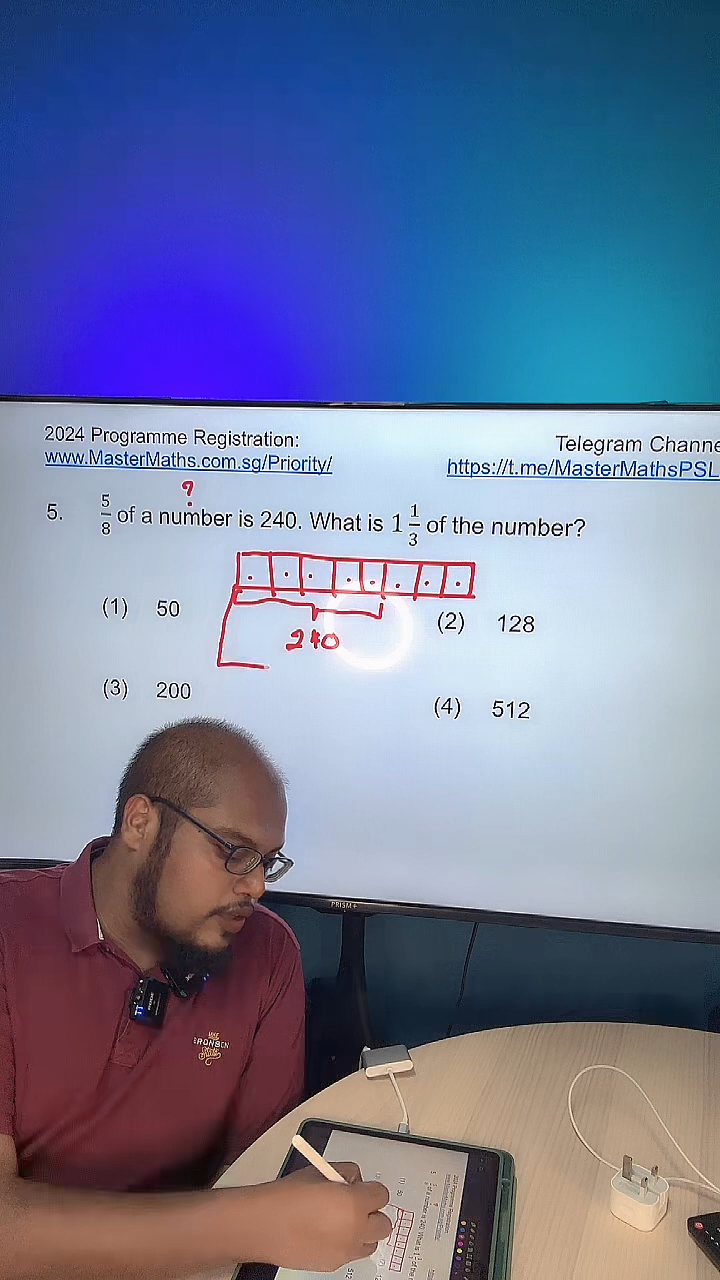 2024 Programme Registration:
Telegram Channe
www.MasterMaths.com.sg/Priority/
https://t.me/MasterMathsPSL
?
5. 5/8 of a number is 240. What is 1 1/3 of the number?
(1) 50
(2) 128
240
(3) 200
(4) 512
PRISM+
BRONSON